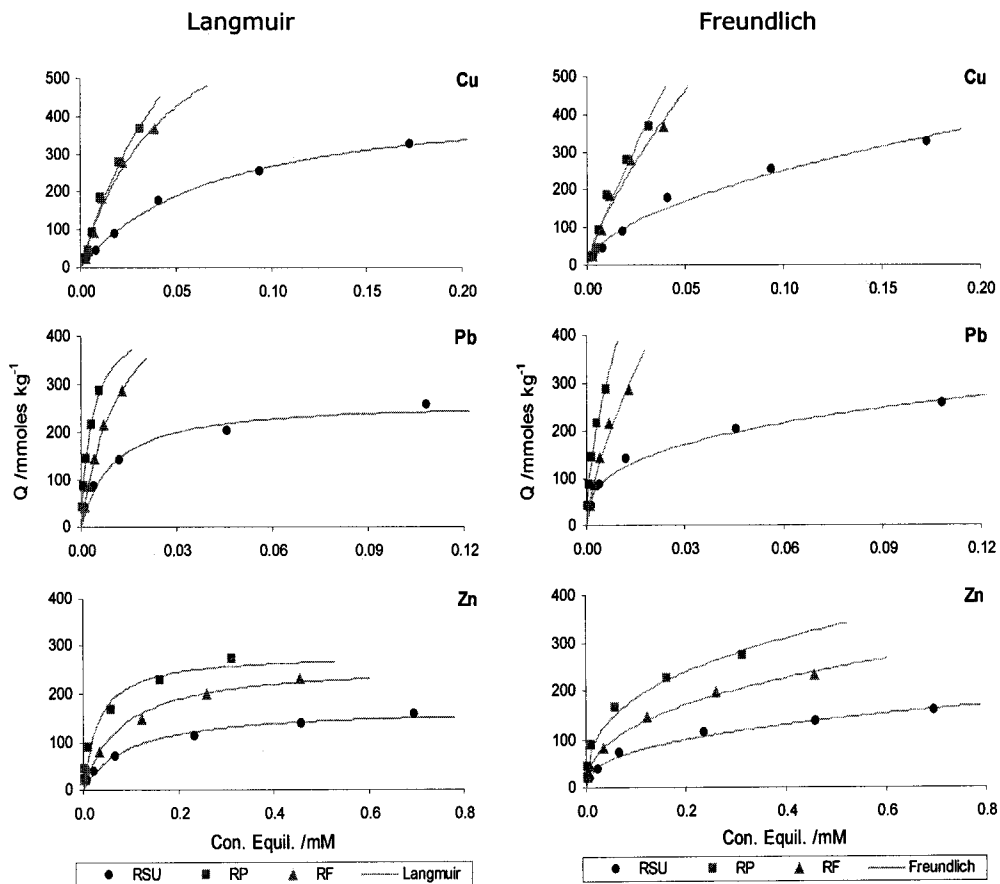 Langmuir
Freundlich
Cu
500
400
300
200
100
0
0.00 0.05 0.10 0.15 0.20
Cu
500
400
300
200
100
0
0.00 0.05 0.10 0.15 0.20
Pb
400
300
200
100
0
0.00 0.03 0.06 0.09 0.12
Q /mmoles kg-1
Pb
400
300
200
100
0
0.00 0.03 0.06 0.09 0.12
Q /mmoles kg-1
Zn
400
300
200
100
0
0.0 0.2 0.4 0.6 0.8
Con. Equil. /mM
Zn
400
300
200
100
0
0.0 0.2 0.4 0.6 0.8
Con. Equil. /mM
RSU RP RF Langmuir
RSU RP RF Freundlich